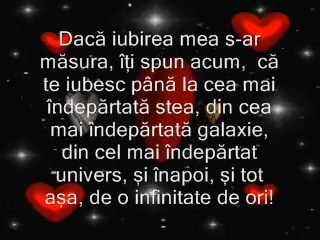 Dacă iubirea mea s-ar
măsura, îți spun acum, că
te iubesc până la cea mai
îndepărtată stea, din cea
mai îndepărtată galaxie,
din cel mai îndepărtat
univers, și înapoi, și tot
așa, de o infinitate de ori!
-